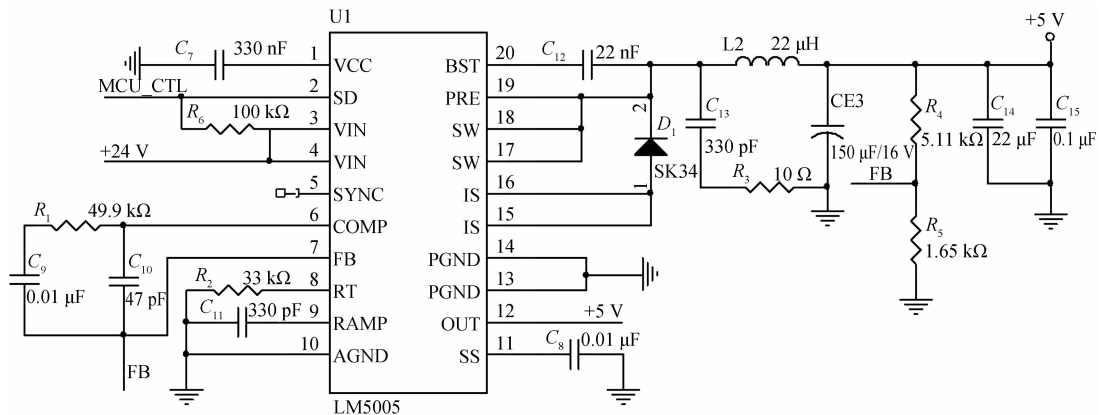 U1
C7 330 nF 1 VCC
MCU_CTL 2 SD
R6 100 kΩ 3 VIN
+24 V 4 VIN
5 SYNC
R1 49.9 kΩ 6 COMP
7 FB
C9 0.01 μF
C10 47 pF
R2 33 kΩ 8 RT
C11 330 pF 9 RAMP
10 AGND
FB
LM5005
BST 20 C12 22 nF
PRE 19
SW 18
SW 17
IS 16
IS 15
PGND 14
PGND 13
OUT 12 +5 V
SS 11 C8 0.01 μF
2
D1
SK34
1
L2 22 μH
C13
330 pF
R3 10 Ω
CE3
150 μF/16 V
+5 V
R4
5.11 kΩ
FB
R5
1.65 kΩ
C14
22 μF
C15
0.1 μF